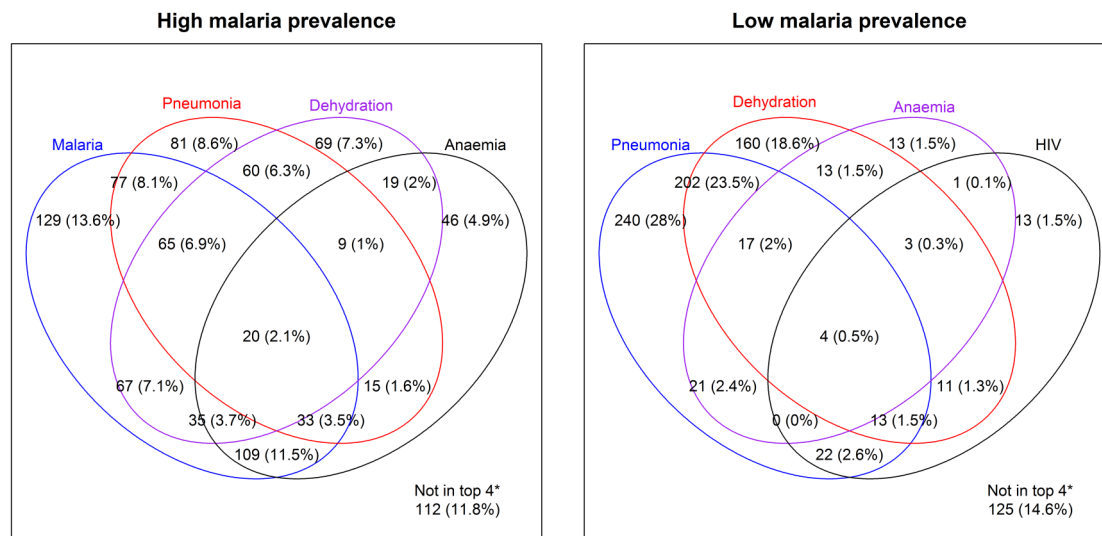 High malaria prevalence
Pneumonia
Dehydration
Malaria
Anaemia
81 (8.6%)
69 (7.3%)
60 (6.3%)
77 (8.1%)
19 (2%)
129 (13.6%)
46 (4.9%)
65 (6.9%)
9 (1%)
20 (2.1%)
67 (7.1%)
15 (1.6%)
35 (3.7%)
33 (3.5%)
109 (11.5%)
Not in top 4*
112 (11.8%)
Low malaria prevalence
Dehydration
Anaemia
Pneumonia
HIV
160 (18.6%)
13 (1.5%)
13 (1.5%)
202 (23.5%)
1 (0.1%)
240 (28%)
13 (1.5%)
17 (2%)
3 (0.3%)
4 (0.5%)
21 (2.4%)
11 (1.3%)
0 (0%)
13 (1.5%)
22 (2.6%)
Not in top 4*
125 (14.6%)